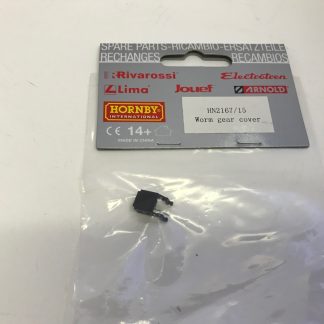 SPARE PARTS-RICAMBIO-ERSATZTEILE
RECHANGES RECAMBIOS
Rivarossi Electrotren
Lima Jouef ARNOLD
HORNBY
INTERNATIONAL
CE 14+
MADE IN CHINA
HN2167/15
Worm gear cover